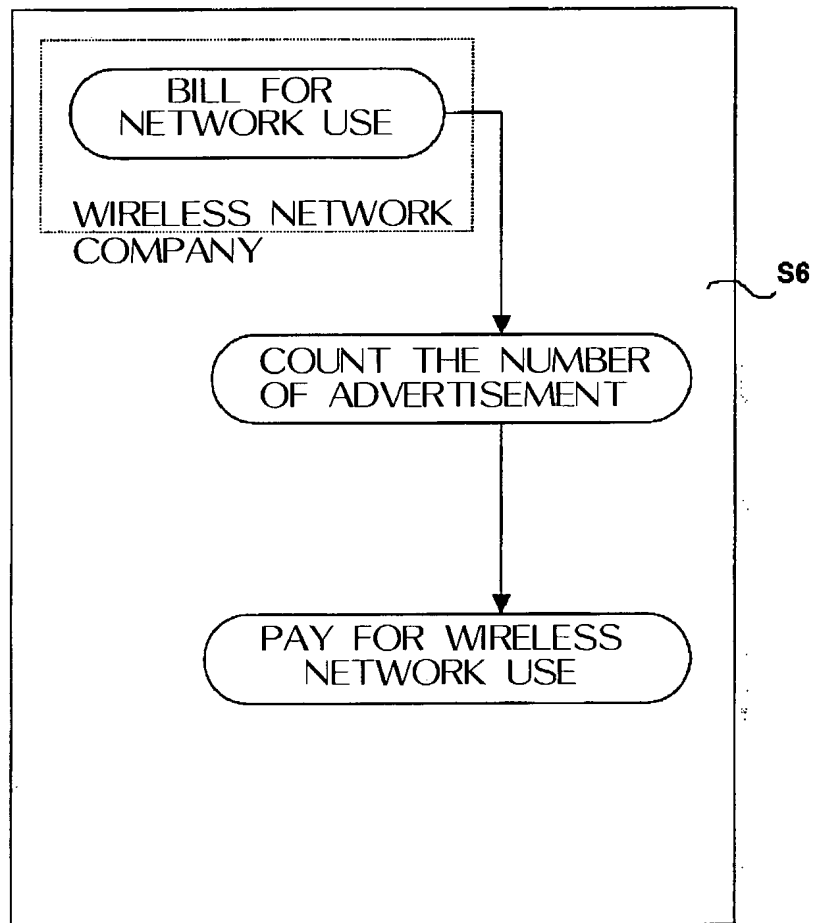 BILL FOR
NETWORK USE
WIRELESS NETWORK
COMPANY
S6
COUNT THE NUMBER
OF ADVERTISEMENT
PAY FOR WIRELESS
NETWORK USE